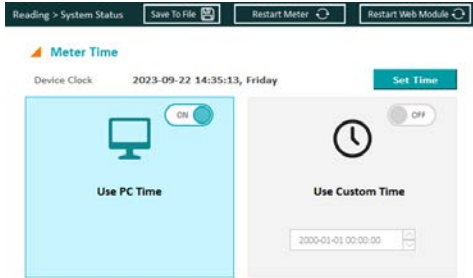 Reading > System Status Save To File Restart Meter Restart Web Module
Meter Time
Device Clock 2023-09-22 14:35:13, Friday Set Time
ON OFF
Use PC Time Use Custom Time
2000-01-01 00:00:00